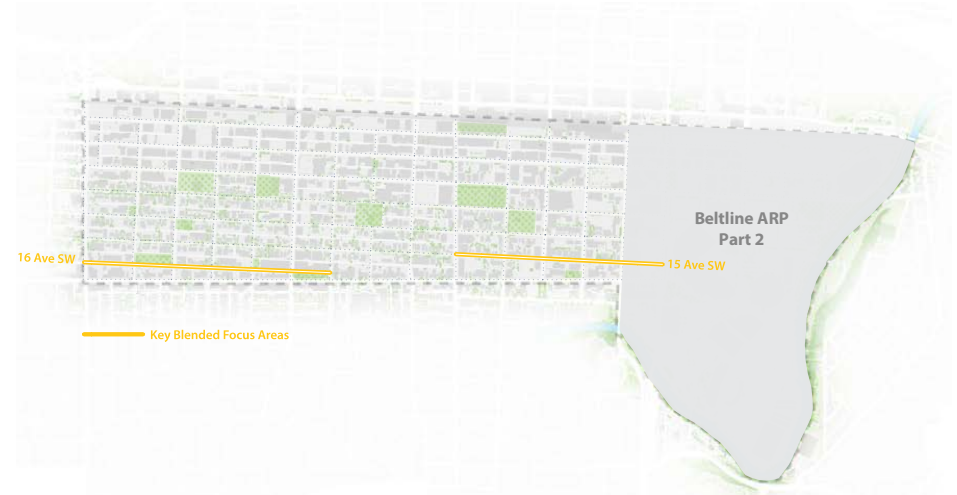 Beltline ARP
Part 2
16 Ave SW
15 Ave SW
Key Blended Focus Areas